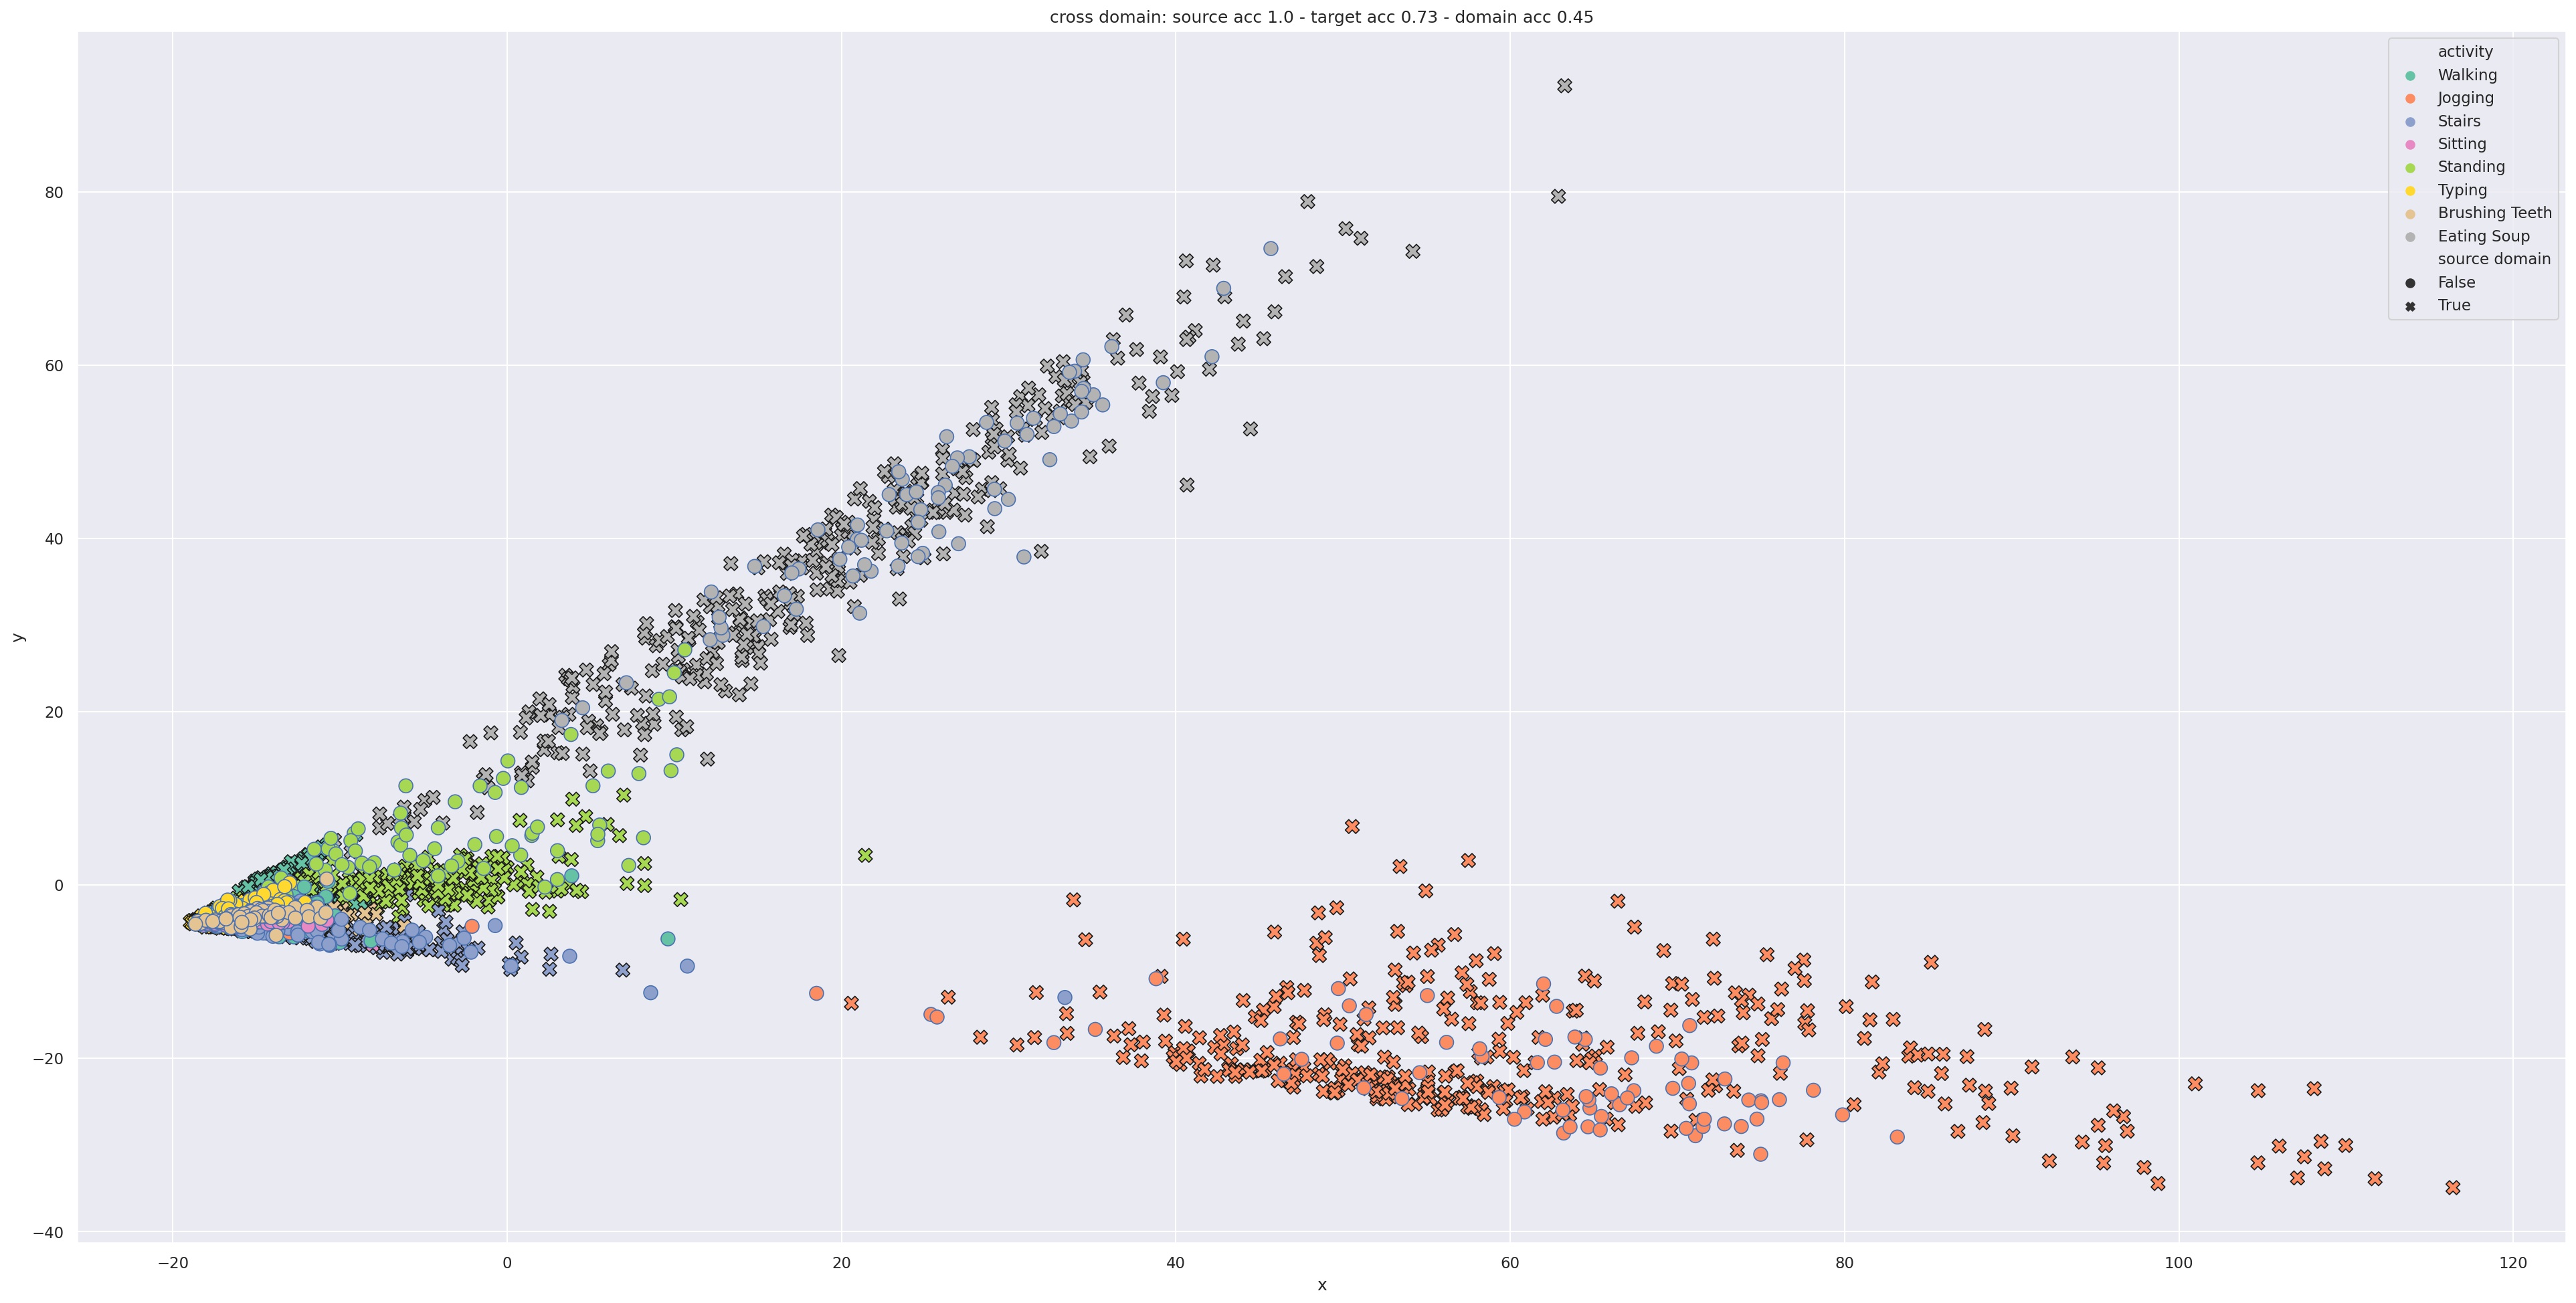 cross domain: source acc 1.0 - target acc 0.73 - domain acc 0.45
activity
Walking
Jogging
Stairs
Sitting
Standing
Typing
Brushing Teeth
Eating Soup
source domain
False
True
80
60
40
20
0
−20
−40
y
−20 0 20 40 60 80 100 120
x